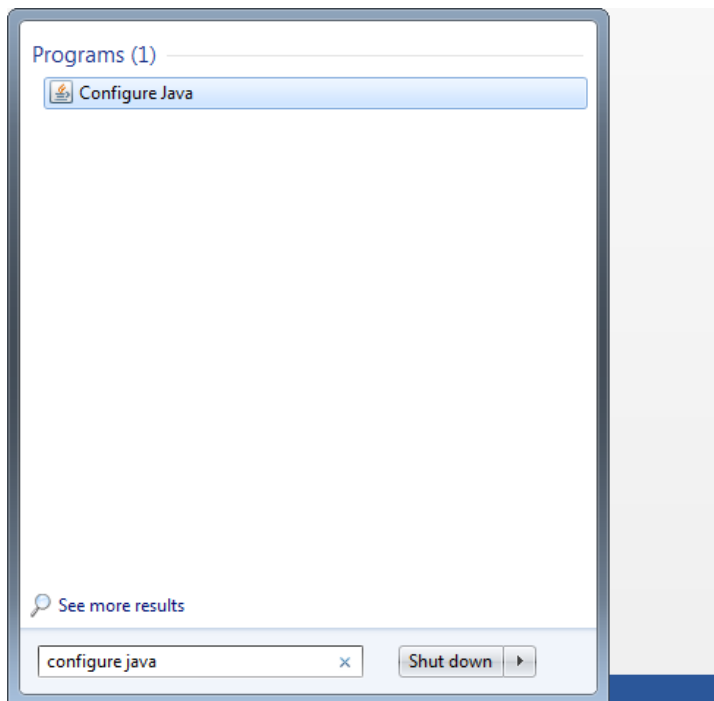 Programs (1)
Configure Java
See more results
configure java
Shut down